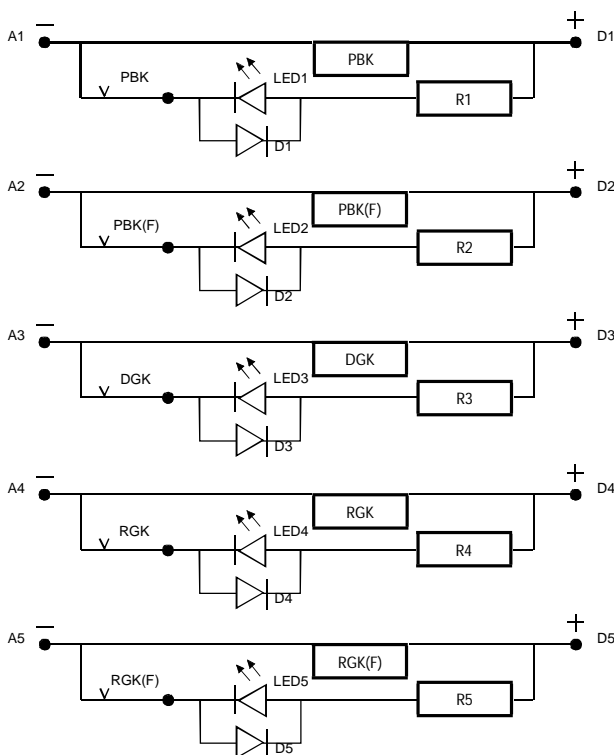 A1 − + D1
PBK
PBK LED1 R1
D1
A2 − + D2
PBK(F)
PBK(F) LED2 R2
D2
A3 − + D3
DGK
DGK LED3 R3
D3
A4 − + D4
RGK
RGK LED4 R4
D4
A5 − + D5
RGK(F)
RGK(F) LED5 R5
D5